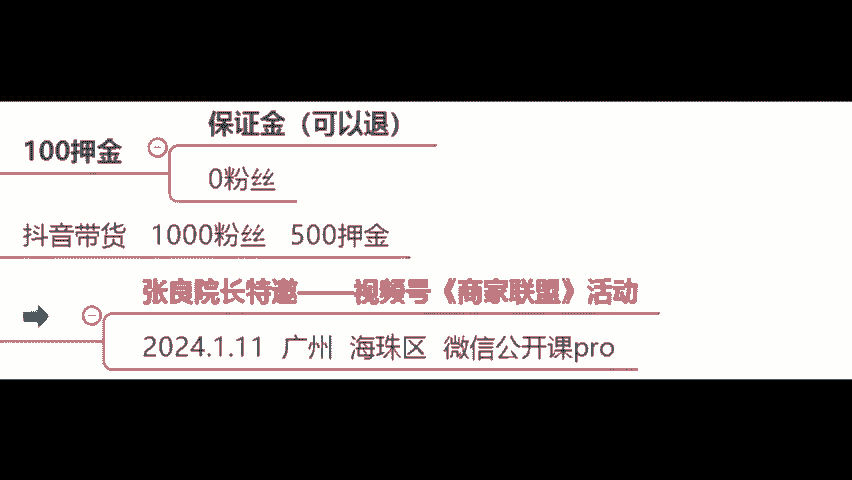 保证金（可以退）
100押金
0粉丝
抖音带货 1000粉丝 500押金
张良院长特邀——视频号《商家联盟》活动
2024.1.11 广州 海珠区 微信公开课pro